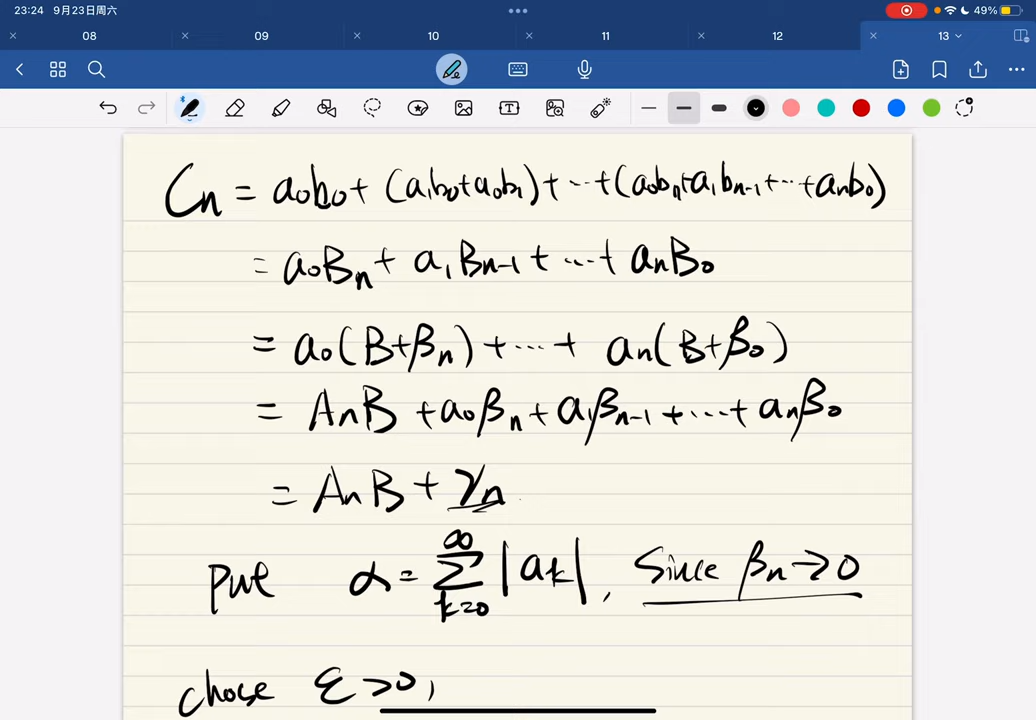 23:24 9月23日周六
49%
08 09 10 11 12 13
Cn = a0b0 + (a1b0+a0b1) + ... + (a0bn+a1bn-1+...+anb0)
= a0Bn + a1Bn-1 + ... + anB0
= a0(B+βn) + ... + an(B+β0)
= AnB + a0βn + a1βn-1 + ... + anβ0
= AnB + γn
put α = ∑k=0∞ |ak|, Since βn→0
chose ε>0,